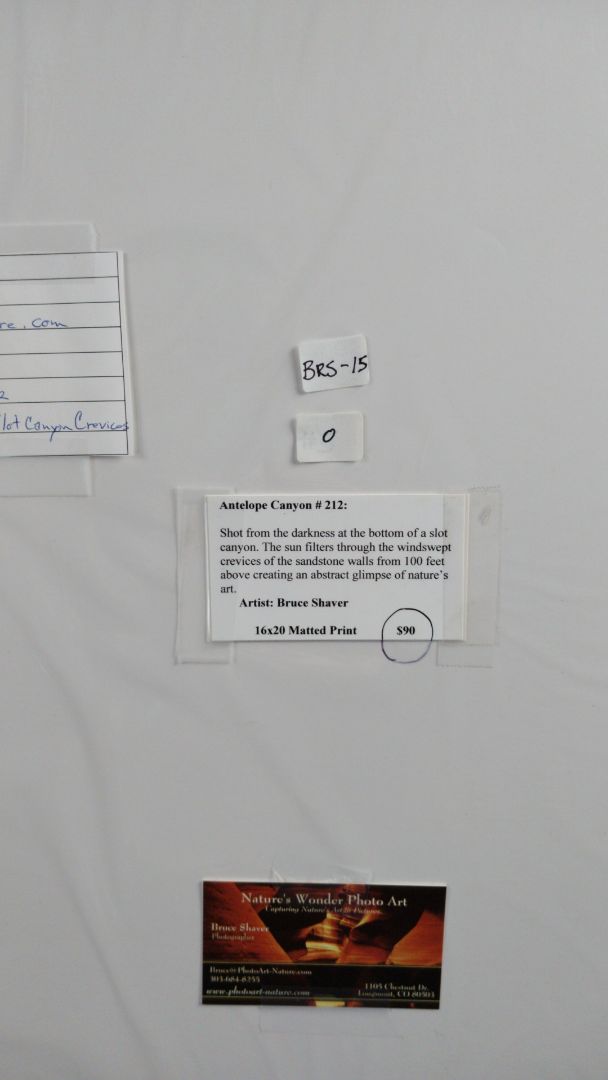 re.com
2
lot Canyon Crevices
BRS-15
0
Antelope Canyon # 212:
Shot from the darkness at the bottom of a slot
canyon. The sun filters through the windswept
crevices of the sandstone walls from 100 feet
above creating an abstract glimpse of nature's
art.
Artist: Bruce Shaver
16x20 Matted Print $90
Nature's Wonder Photo Art
Capturing Nature's Art In Pictures
Bruce Shaver
Photographer
Bruce@PhotoArt-Nature.com
303-684-8255
www.photoart-nature.com
1105 Chestnut Dr.
Longmont, CO 80503